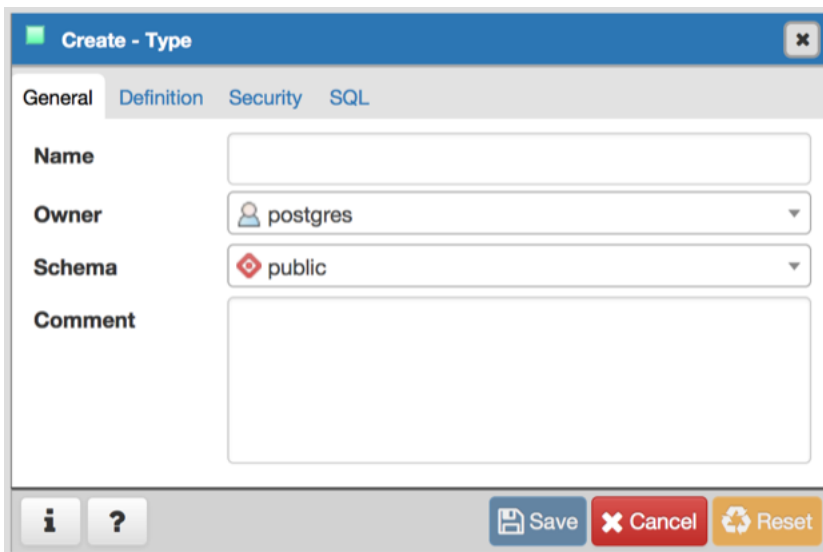 Create - Type
General Definition Security SQL
Name
Owner postgres
Schema public
Comment
i ? Save Cancel Reset